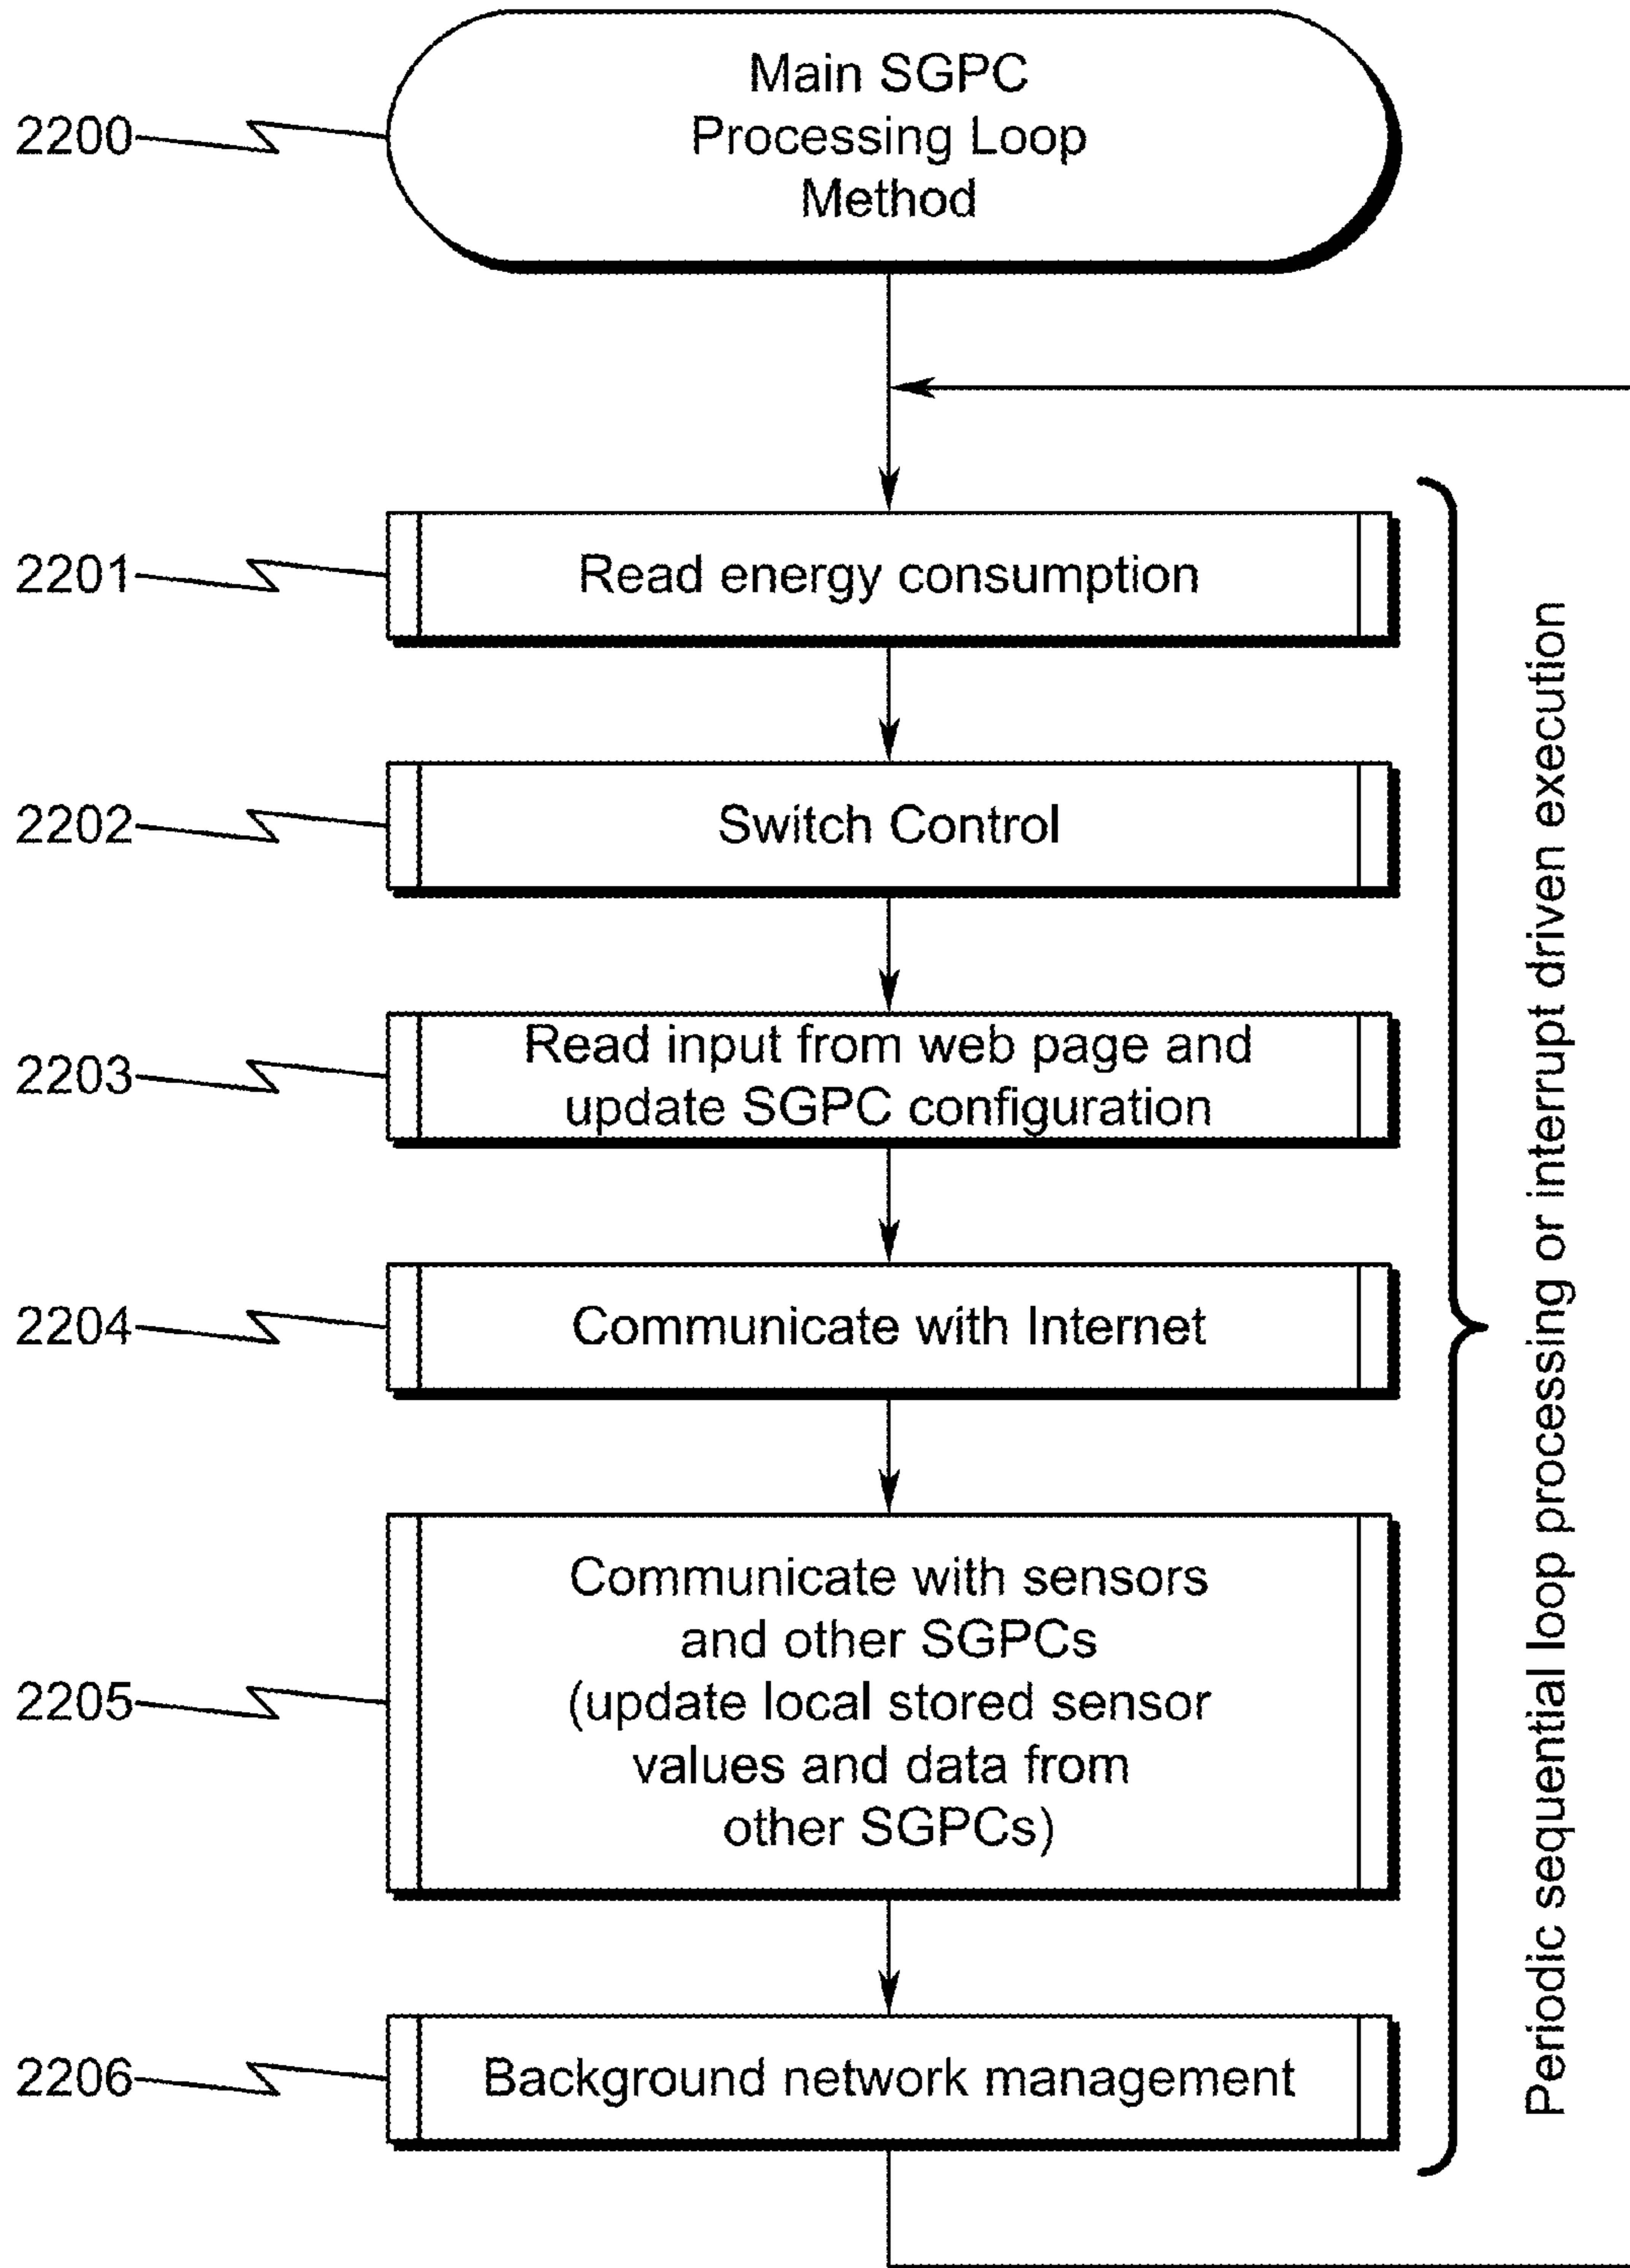 Main SGPC
Processing Loop
Method
2200
2201
Read energy consumption
2202
Switch Control
2203
Read input from web page and
update SGPC configuration
2204
Communicate with Internet
2205
Communicate with sensors
and other SGPCs
(update local stored sensor
values and data from
other SGPCs)
2206
Background network management
Periodic sequential loop processing or interrupt driven execution